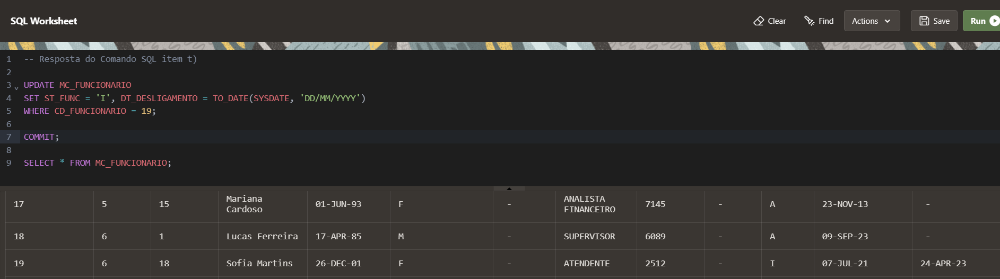 SQL Worksheet
Clear Find Actions Save Run
1 -- Resposta do Comando SQL item t)
2
3 UPDATE MC_FUNCIONARIO
4 SET ST_FUNC = 'I', DT_DESLIGAMENTO = TO_DATE(SYSDATE, 'DD/MM/YYYY')
5 WHERE CD_FUNCIONARIO = 19;
6
7 COMMIT;
8
9 SELECT * FROM MC_FUNCIONARIO;
17 5 15 Mariana Cardoso 01-JUN-93 F - ANALISTA FINANCEIRO 7145 - A 23-NOV-13 -
18 6 1 Lucas Ferreira 17-APR-85 M - SUPERVISOR 6089 - A 09-SEP-23 -
19 6 18 Sofia Martins 26-DEC-01 F - ATENDENTE 2512 - I 07-JUL-21 24-APR-23